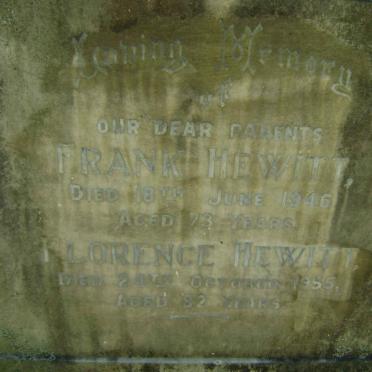 Loving Memory
of
OUR DEAR PARENTS
FRANK HEWITT
DIED 18TH JUNE 1946
AGED 73 YEARS
FLORENCE HEWITT
DIED 24TH OCTOBER 1955,
AGED 82 YEARS